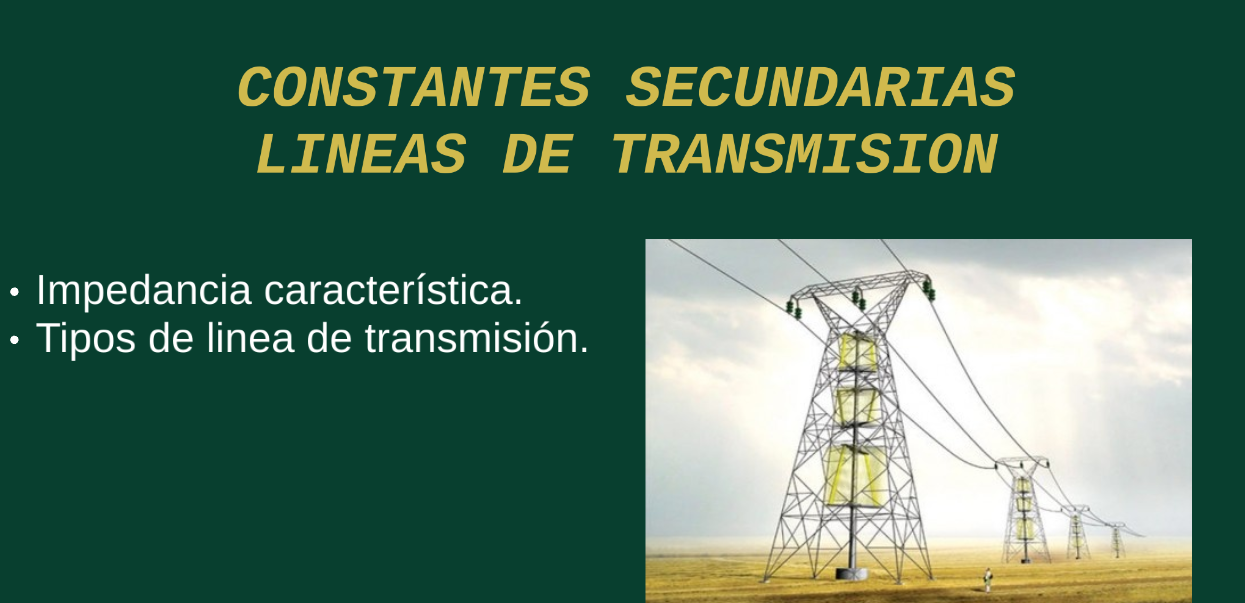 CONSTANTES SECUNDARIAS
LINEAS DE TRANSMISION
• Impedancia característica.
• Tipos de linea de transmisión.